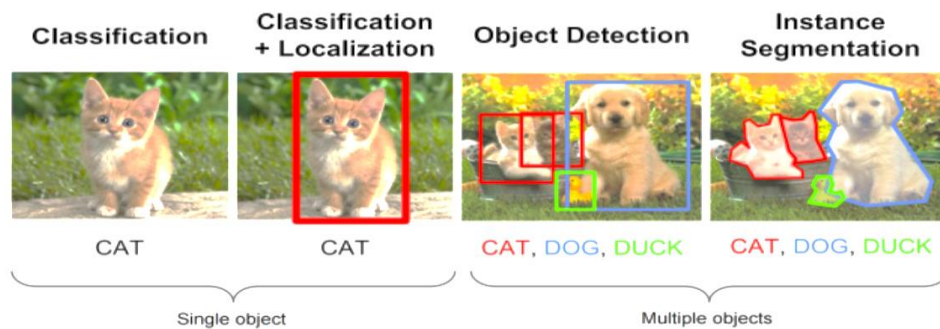 Classification
Classification
+ Localization
Object Detection
Instance
Segmentation
CAT
CAT
CAT, DOG, DUCK
CAT, DOG, DUCK
Single object
Multiple objects